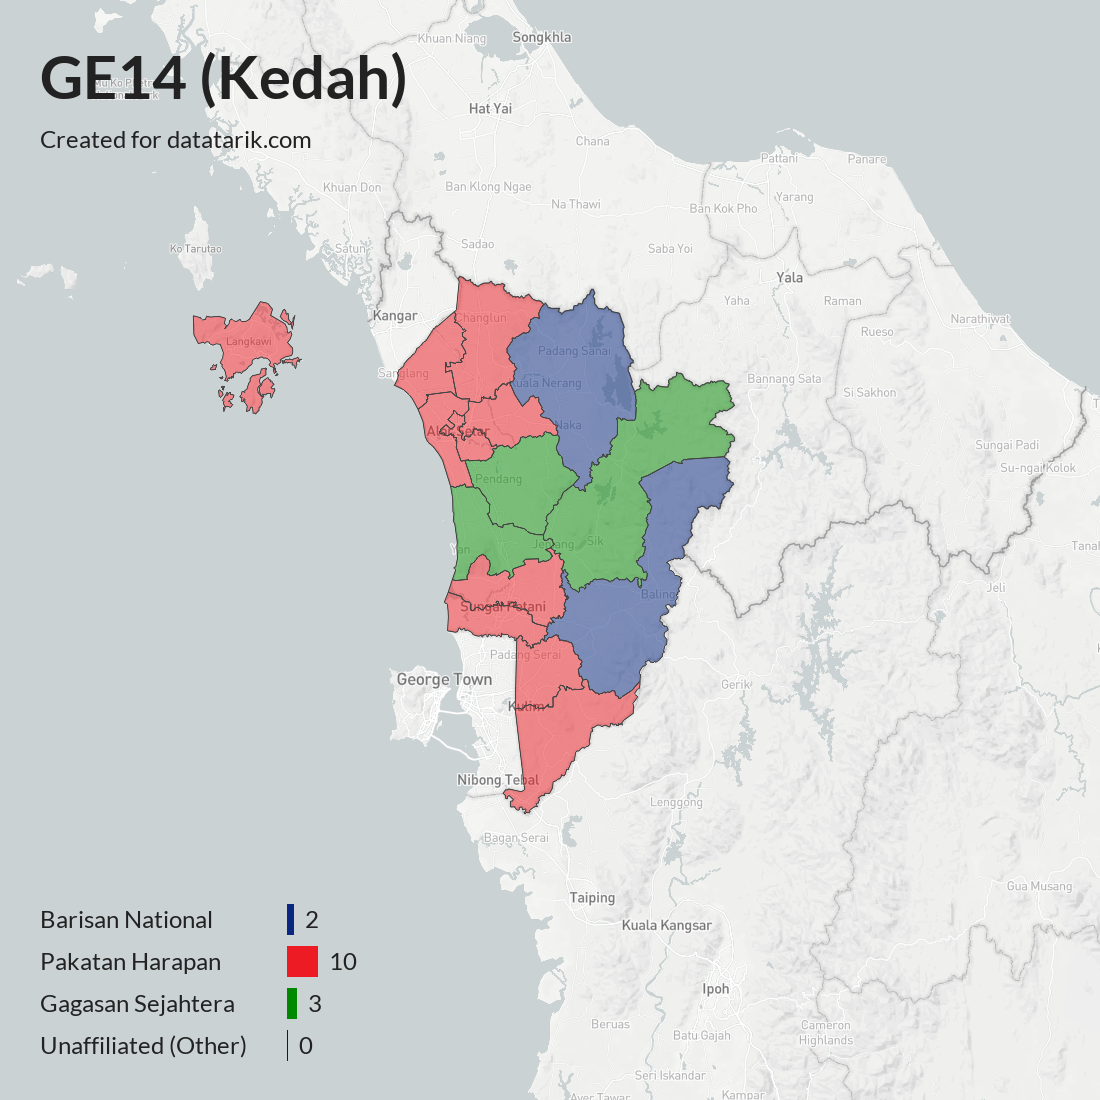 GE14 (Kedah)
Created for datatarik.com
Khuan Niang
Songkhla
Hat Yai
Chana
Pattani
Panare
Khuan Don
Ban Klong Ngae
Na Thawi
Ban Kok Pho
Yarang
Ko Tarutao
Satun
Sadao
Saba Yoi
Yala
Yaha
Raman
Kangar
Changlun
Rueso
Narathiwat
Langkawi
Padang Sanai
Sanglang
Kuala Nerang
Bannang Sata
Si Sakhon
Alor Setar
Naka
Sungai Padi
Su-ngai Kolok
Pendang
Yan
Jeniang
Sik
Tanah
Jeli
Sungai Petani
Baling
Padang Serai
George Town
Gerik
Kulim
Nibong Tebal
Lenggong
Bagan Serai
Taiping
Gua Musang
Kuala Kangsar
Barisan National 2
Pakatan Harapan 10
Ipoh
Gagasan Sejahtera 3
Beruas
Batu Gajah
Cameron
Highlands
Unaffiliated (Other) 0
Seri Iskandar
Ayer Tawar
Kampar